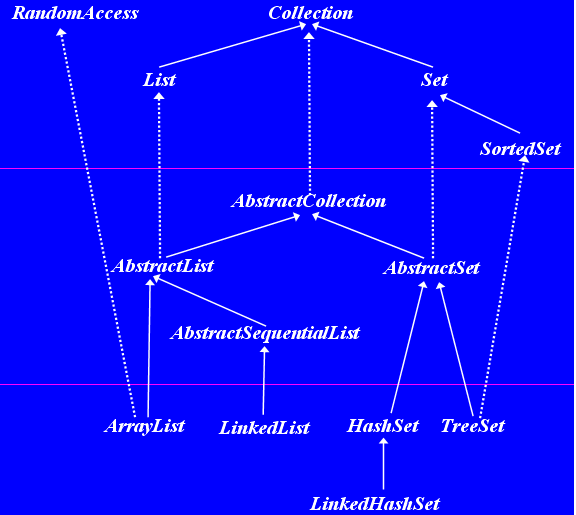 RandomAccess
Collection
List
Set
SortedSet
AbstractCollection
AbstractList
AbstractSet
AbstractSequentialList
ArrayList
LinkedList
HashSet
TreeSet
LinkedHashSet